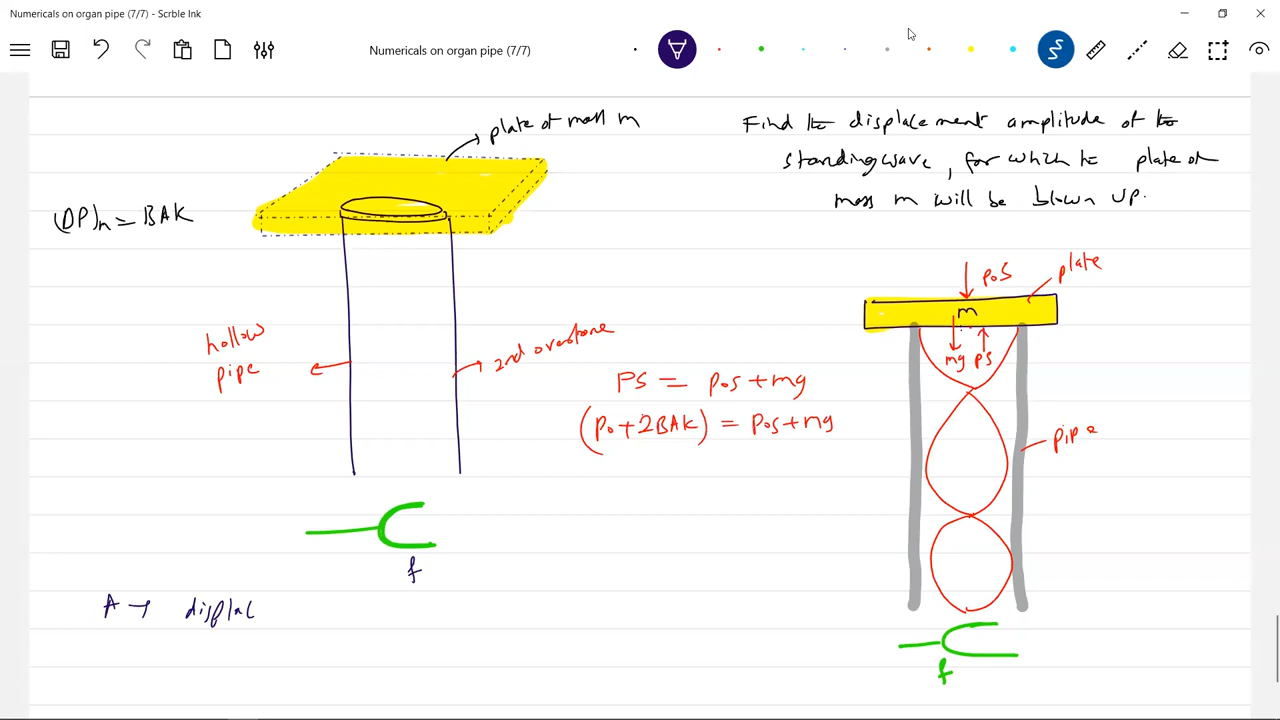 Numericals on organ pipe (7/7) - Scrble Ink
Numericals on organ pipe (7/7)
plate of mass m
Find the displacement amplitude of the
standing wave, for which the plate of
mass m will be blown up.
(DP)m = BAK
hollow
pipe
2nd overtone
PS = P0S + mg
(P0 + 2BAK) = P0S + mg
f
A → displac
P0S
plate
m
mg
PS
pipe
f